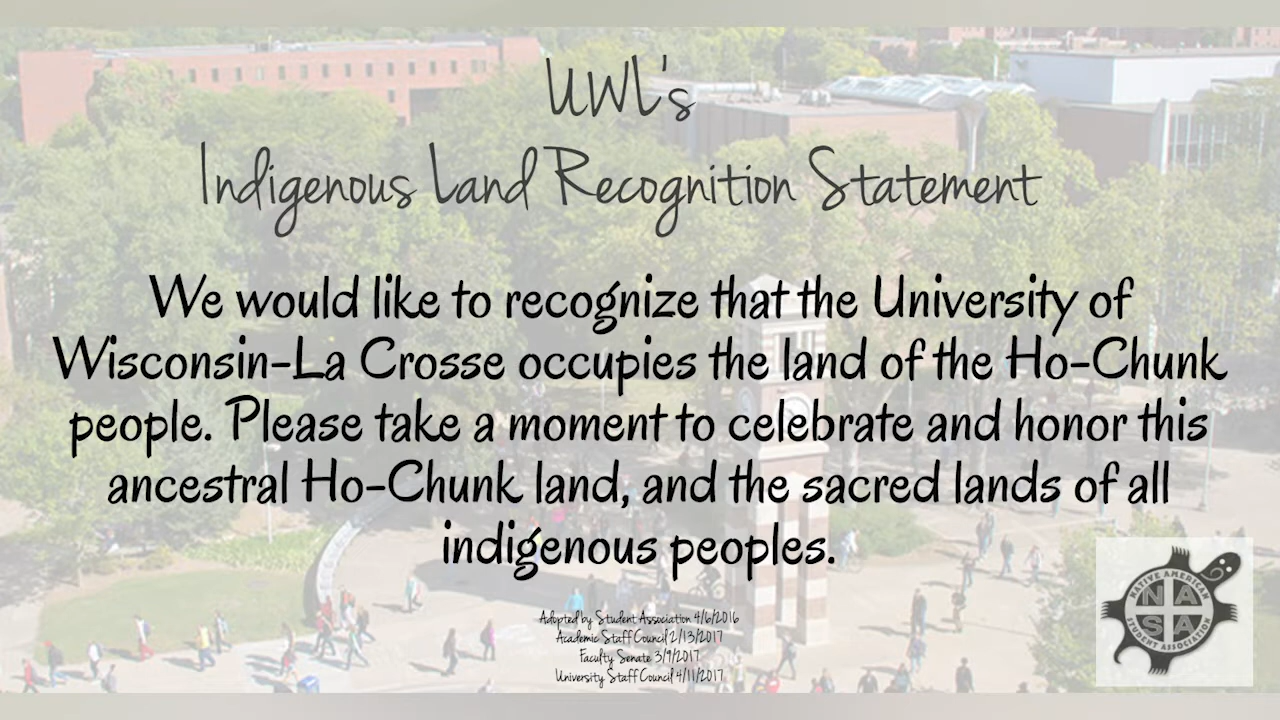 UWL's
Indigenous Land Recognition Statement
We would like to recognize that the University of
Wisconsin-La Crosse occupies the land of the Ho-Chunk
people. Please take a moment to celebrate and honor this
ancestral Ho-Chunk land, and the sacred lands of all
indigenous peoples.
Adopted by Student Association 4/6/2016
Academic Staff Council 2/13/2017
Faculty Senate 3/9/2017
University Staff Council 4/11/2017
NATIVE AMERICAN
N A
S A
STUDENT ASSOCIATION